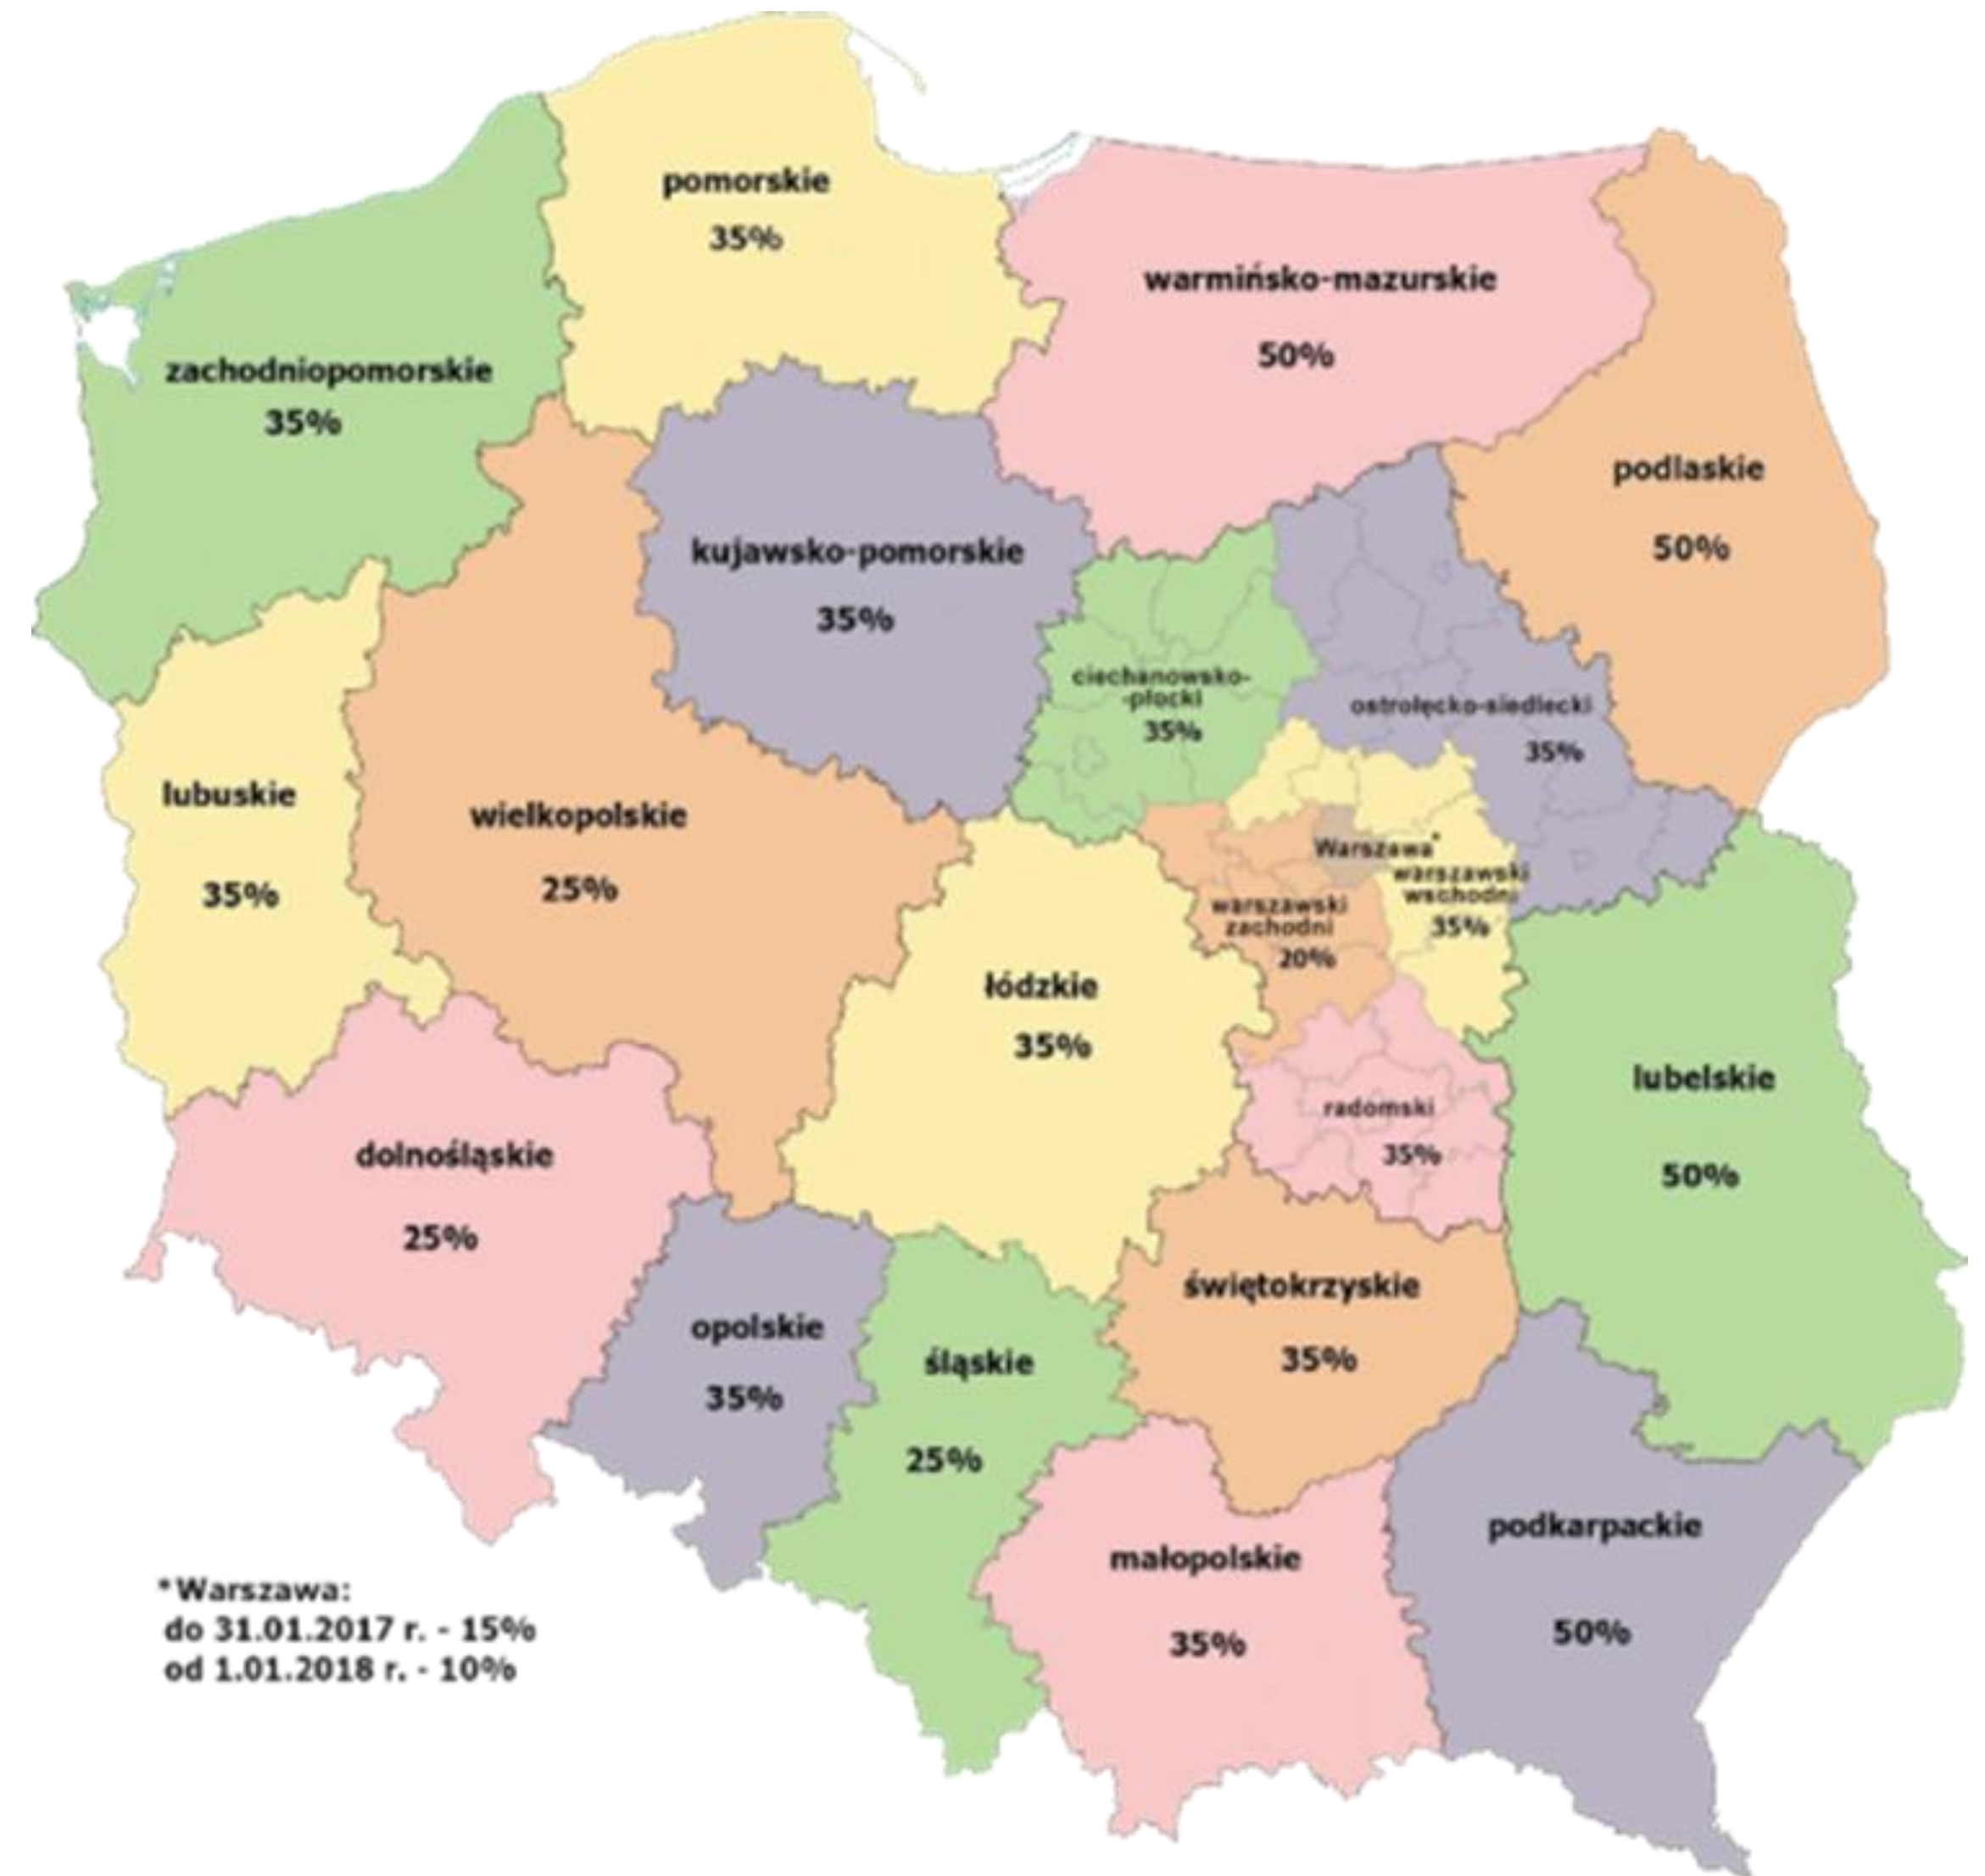 pomorskie
35%
warmińsko-mazurskie
50%
zachodniopomorskie
35%
podlaskie
50%
kujawsko-pomorskie
35%
ciechanowsko-
-płocki
35%
ostrołęcko-siedlecki
35%
lubuskie
35%
wielkopolskie
25%
Warszawa*
warszawski
wschodni
35%
warszawski
zachodni
20%
łódzkie
35%
radomski
35%
lubelskie
50%
dolnośląskie
25%
opolskie
35%
śląskie
25%
świętokrzyskie
35%
małopolskie
35%
podkarpackie
50%
*Warszawa:
do 31.01.2017 r. - 15%
od 1.01.2018 r. - 10%